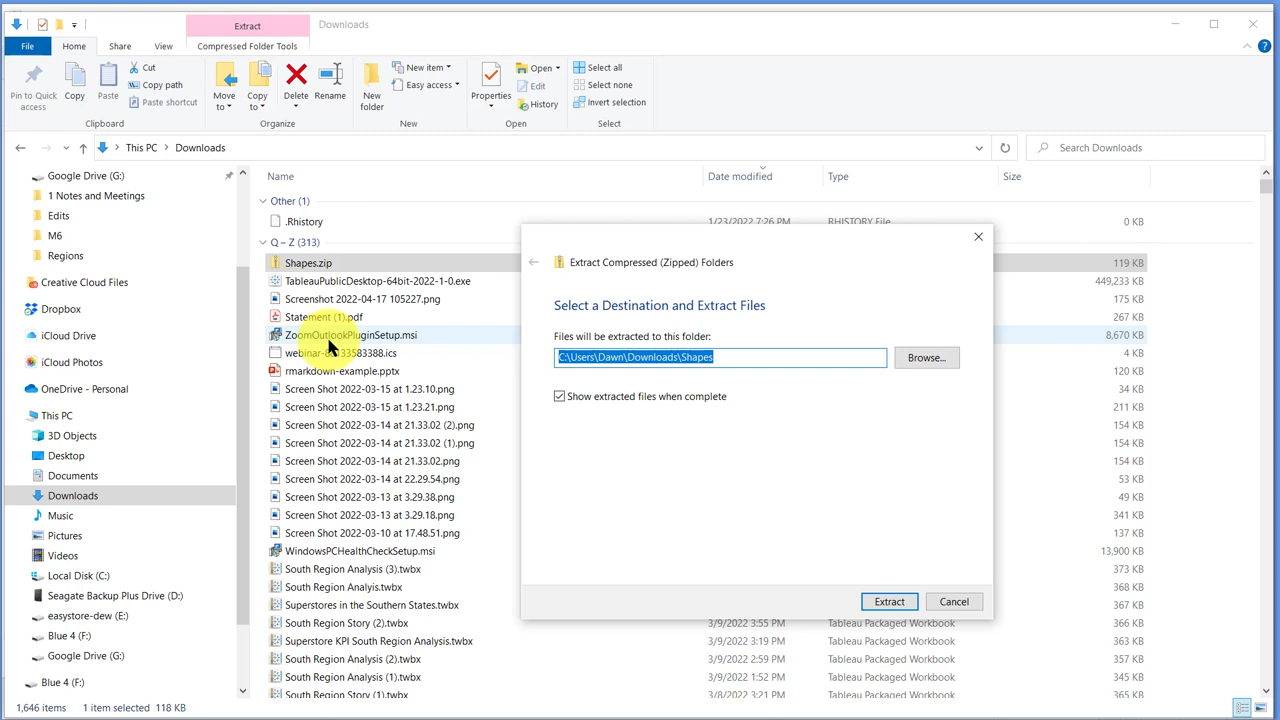 Extract
Downloads
File
Home
Share
View
Compressed Folder Tools
Pin to Quick access
Copy
Paste
Cut
Copy path
Paste shortcut
Clipboard
Move to
Copy to
Delete
Rename
Organize
New folder
New item
Easy access
New
Properties
Open
Edit
History
Open
Select all
Select none
Invert selection
Select
This PC
Downloads
Search Downloads
Google Drive (G:)
1 Notes and Meetings
Edits
M6
Regions
Creative Cloud Files
Dropbox
iCloud Drive
iCloud Photos
OneDrive - Personal
This PC
3D Objects
Desktop
Documents
Downloads
Music
Pictures
Videos
Local Disk (C:)
Seagate Backup Plus Drive (D:)
easystore-dew (E:)
Blue 4 (F:)
Google Drive (G:)
Blue 4 (F:)
Name Date modified Type Size
Other (1)
.Rhistory 1/23/2022 7:26 PM RHISTORY File 0 KB
Q – Z (313)
Shapes.zip 119 KB
TableauPublicDesktop-64bit-2022-1-0.exe 449,233 KB
Screenshot 2022-04-17 105227.png 175 KB
Statement (1).pdf 267 KB
ZoomOutlookPluginSetup.msi 8,670 KB
33583388.ics 4 KB
rmarkdown-example.pptx 120 KB
Screen Shot 2022-03-15 at 1.23.10.png 34 KB
Screen Shot 2022-03-15 at 1.23.21.png 211 KB
Screen Shot 2022-03-14 at 21.33.02 (2).png 154 KB
Screen Shot 2022-03-14 at 21.33.02 (1).png 154 KB
Screen Shot 2022-03-14 at 21.33.02.png 154 KB
Screen Shot 2022-03-14 at 22.29.54.png 53 KB
Screen Shot 2022-03-13 at 3.29.38.png 49 KB
Screen Shot 2022-03-13 at 3.29.18.png 341 KB
Screen Shot 2022-03-10 at 17.48.51.png 137 KB
WindowsPCHealthCheckSetup.msi 13,900 KB
South Region Analyis (3).twbx 373 KB
South Region Analyis.twbx 368 KB
Superstores in the Southern States.twbx 367 KB
South Region Story (2).twbx 3/9/2022 3:55 PM Tableau Packaged Workbook 366 KB
Superstore KPI South Region Analysis.twbx 3/9/2022 3:19 PM Tableau Packaged Workbook 363 KB
South Region Analysis (2).twbx 3/9/2022 2:59 PM Tableau Packaged Workbook 357 KB
South Region Analysis (1).twbx 3/9/2022 1:52 PM Tableau Packaged Workbook 345 KB
South Region Story (1).twbx 3/8/2022 3:21 PM Tableau Packaged Workbook 365 KB
Extract Compressed (Zipped) Folders
Select a Destination and Extract Files
Files will be extracted to this folder:
C:\Users\Dawn\Downloads\Shapes
Browse...
Show extracted files when complete
Extract
Cancel
1,646 items 1 item selected 118 KB